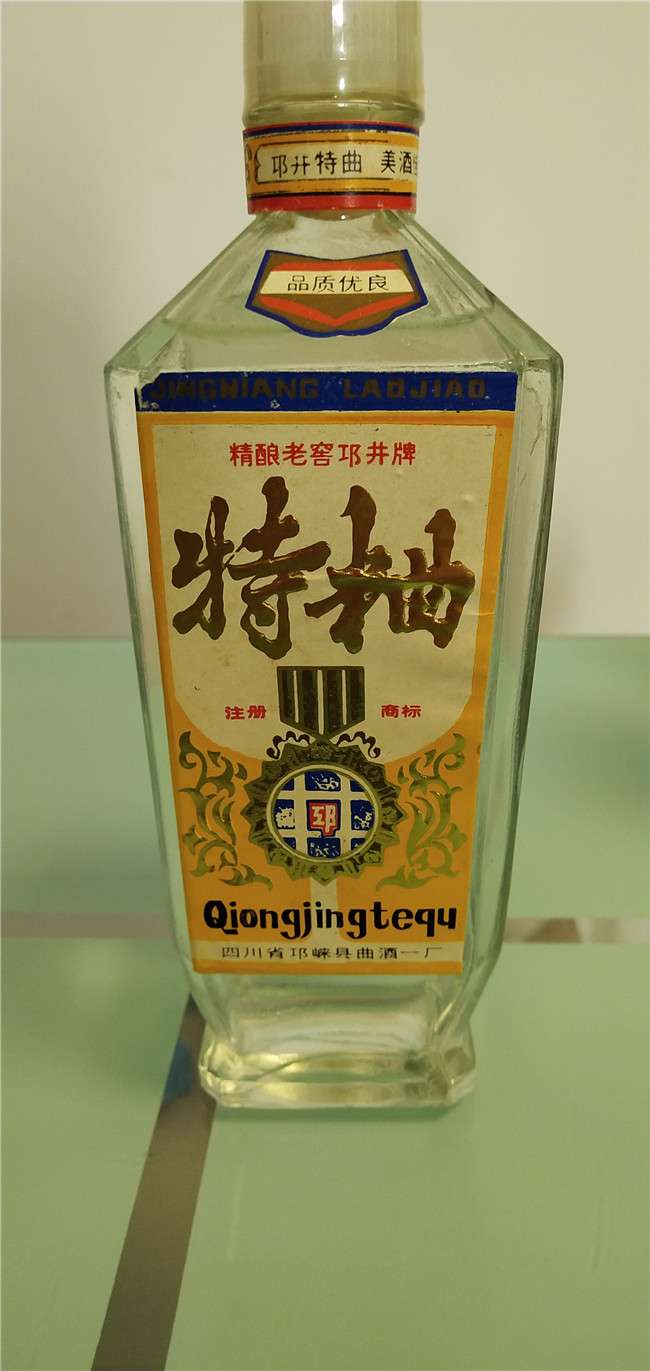 邛井特曲 美酒
品质优良
JINGNIANG LAOJIAO
精酿老窖邛井牌
特粬
注册 商标
邛
Qiongjingtequ
四川省邛崃县曲酒一厂